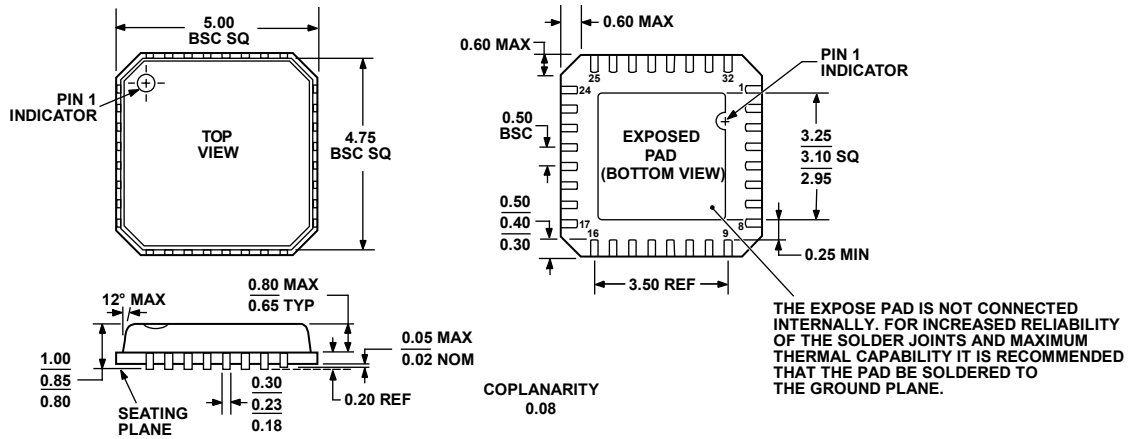 5.00
BSC SQ
PIN 1
INDICATOR
TOP
VIEW
4.75
BSC SQ
0.60 MAX
0.60 MAX
25
32
24
1
PIN 1
INDICATOR
0.50
BSC
EXPOSED
PAD
(BOTTOM VIEW)
3.25
3.10 SQ
2.95
0.50
0.40
0.30
17
16
9
8
0.25 MIN
3.50 REF
12° MAX
0.80 MAX
0.65 TYP
0.05 MAX
0.02 NOM
1.00
0.85
0.80
SEATING
PLANE
0.30
0.23
0.18
0.20 REF
COPLANARITY
0.08
THE EXPOSE PAD IS NOT CONNECTED
INTERNALLY. FOR INCREASED RELIABILITY
OF THE SOLDER JOINTS AND MAXIMUM
THERMAL CAPABILITY IT IS RECOMMENDED
THAT THE PAD BE SOLDERED TO
THE GROUND PLANE.